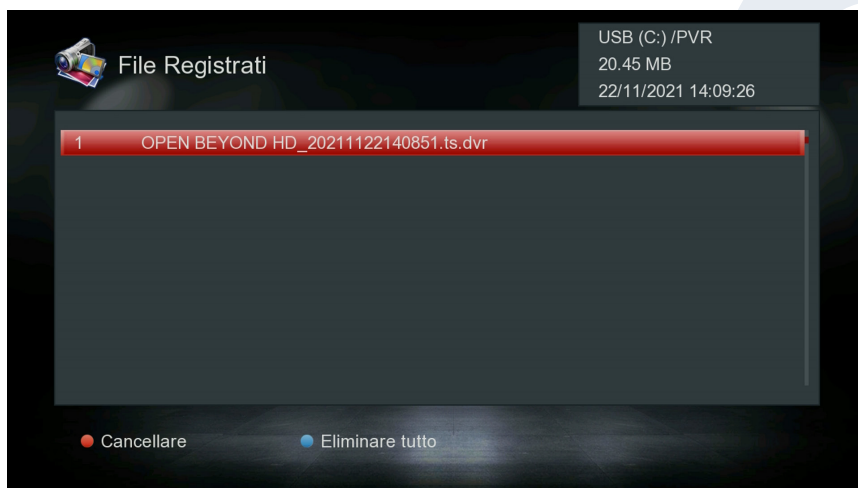 File Registrati
USB (C:) /PVR
20.45 MB
22/11/2021 14:09:26
1 OPEN BEYOND HD_20211122140851.ts.dvr
Cancellare
Eliminare tutto